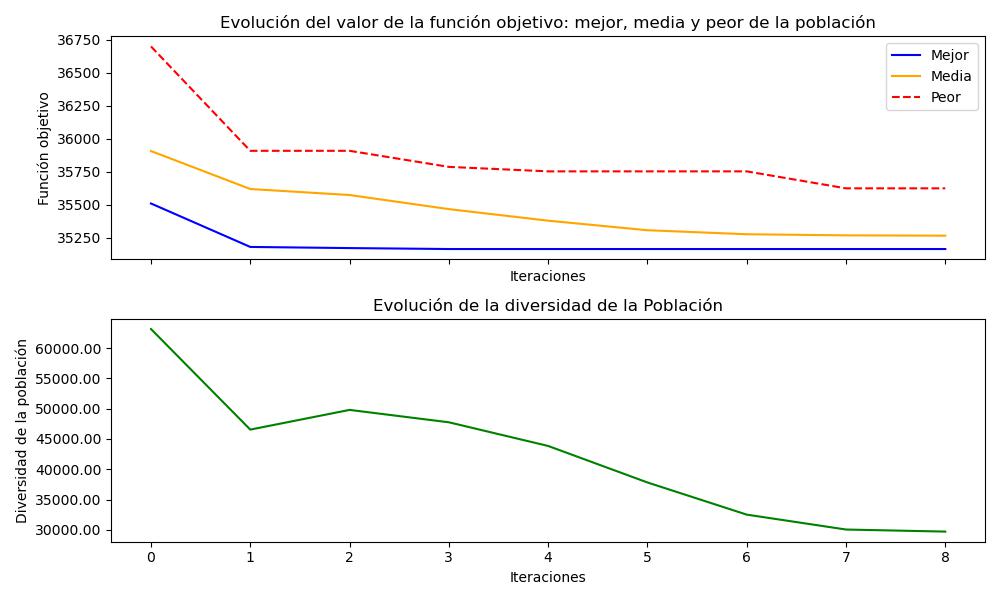 Evolución del valor de la función objetivo: mejor, media y peor de la población
36750
36500
36250
36000
35750
35500
35250
Función objetivo
Mejor
Media
Peor
Iteraciones
Evolución de la diversidad de la Población
60000.00
55000.00
50000.00
45000.00
40000.00
35000.00
30000.00
Diversidad de la población
0 1 2 3 4 5 6 7 8
Iteraciones